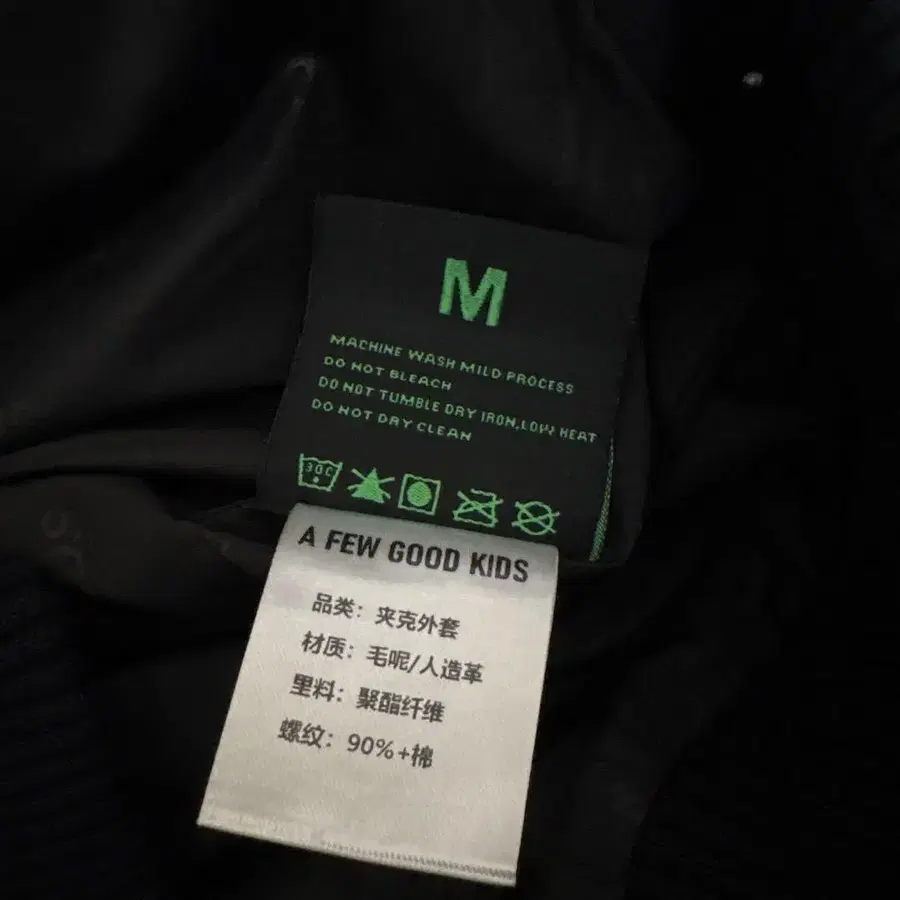 M
MACHINE WASH MILD PROCESS
DO NOT BLEACH
DO NOT TUMBLE DRY IRON,LOW HEAT
DO NOT DRY CLEAN
30C
A FEW GOOD KIDS
品类：夹克外套
材质：毛呢/人造革
里料：聚酯纤维
螺纹：90%+棉